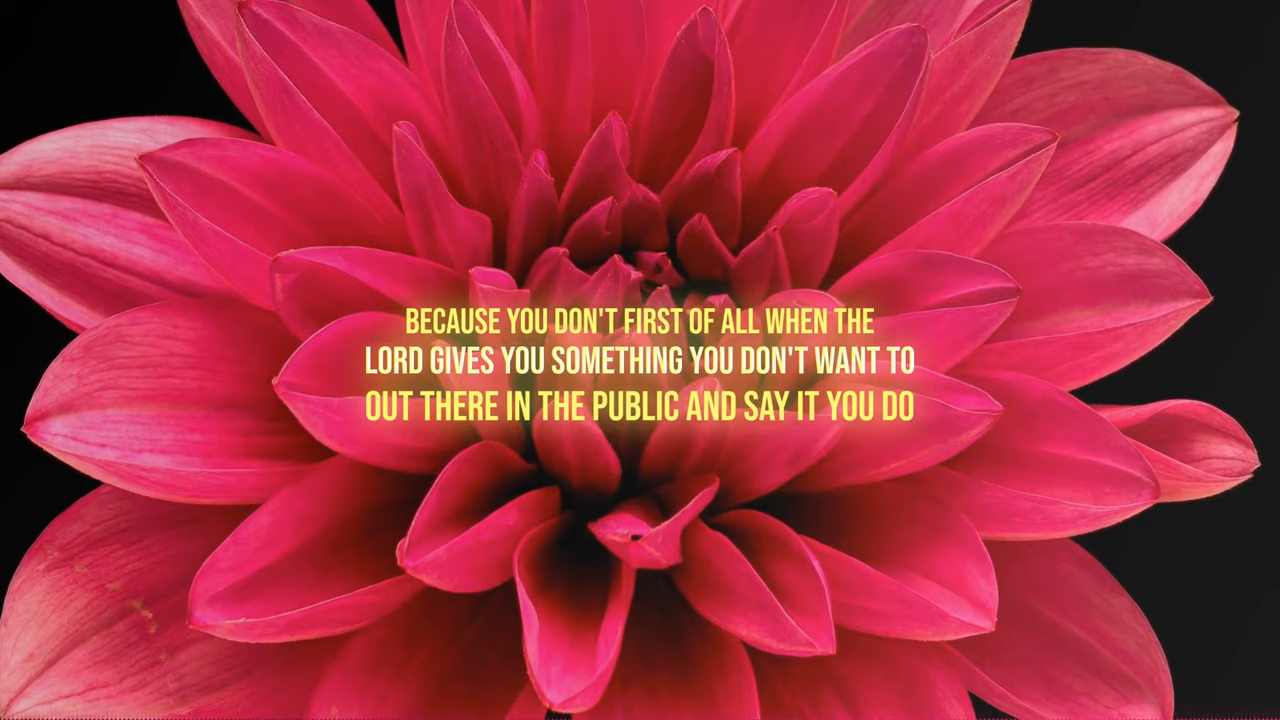 BECAUSE YOU DON'T FIRST OF ALL WHEN THE
LORD GIVES YOU SOMETHING YOU DON'T WANT TO
OUT THERE IN THE PUBLIC AND SAY IT YOU DO